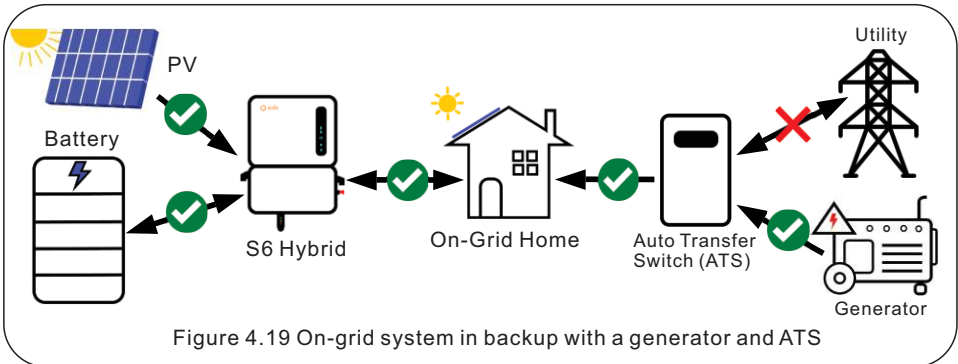 Utility
PV
solis
Battery
S6 Hybrid
On-Grid Home
Auto Transfer
Switch (ATS)
Generator
Figure 4.19 On-grid system in backup with a generator and ATS